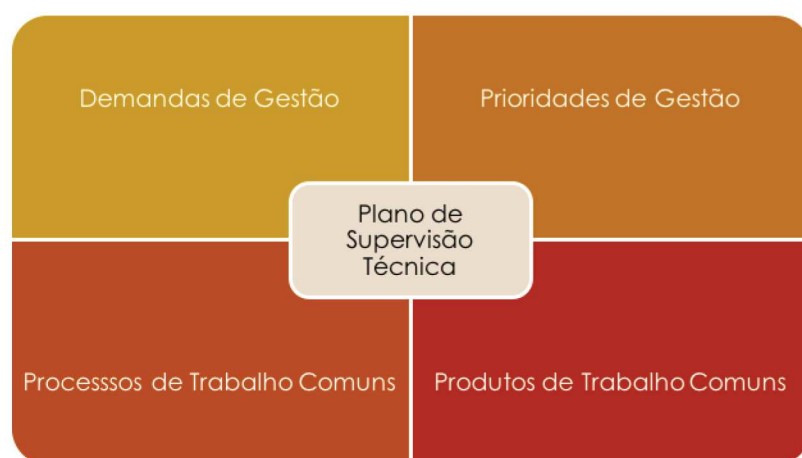 Demandas de Gestão
Prioridades de Gestão
Plano de
Supervisão
Técnica
Processsos de Trabalho Comuns
Produtos de Trabalho Comuns